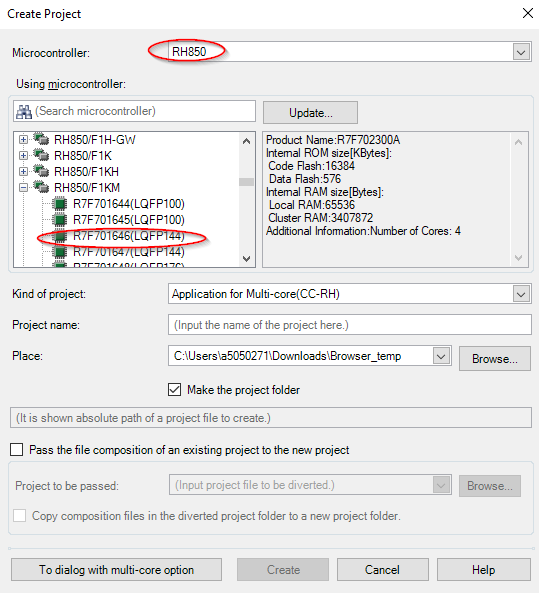 Create Project
Microcontroller:
RH850
Using microcontroller:
(Search microcontroller)
Update...
RH850/F1H-GW
RH850/F1K
RH850/F1KH
RH850/F1KM
R7F701644(LQFP100)
R7F701645(LQFP100)
R7F701646(LQFP144)
R7F701647(LQFP144)
R7F701648(LQFP176)
Product Name:R7F702300A
Internal ROM size[KBytes]:
Code Flash:16384
Data Flash:576
Internal RAM size[Bytes]:
Local RAM:65536
Cluster RAM:3407872
Additional Information:Number of Cores: 4
Kind of project:
Application for Multi-core(CC-RH)
Project name:
(Input the name of the project here.)
Place:
C:\Users\a5050271\Downloads\Browser_temp
Browse...
Make the project folder
(It is shown absolute path of a project file to create.)
Pass the file composition of an existing project to the new project
Project to be passed:
(Input project file to be diverted.)
Browse...
Copy composition files in the diverted project folder to a new project folder.
To dialog with multi-core option
Create
Cancel
Help